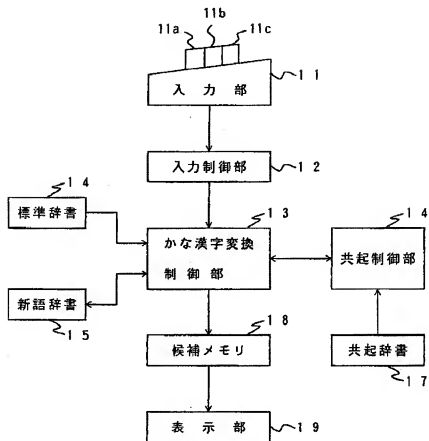 11a 11b 11c
11
入力部
入力制御部
12
14
標準辞書
13
かな漢字変換
制御部
14
共起制御部
新語辞書
15
18
候補メモリ
共起辞書
17
表示部
19